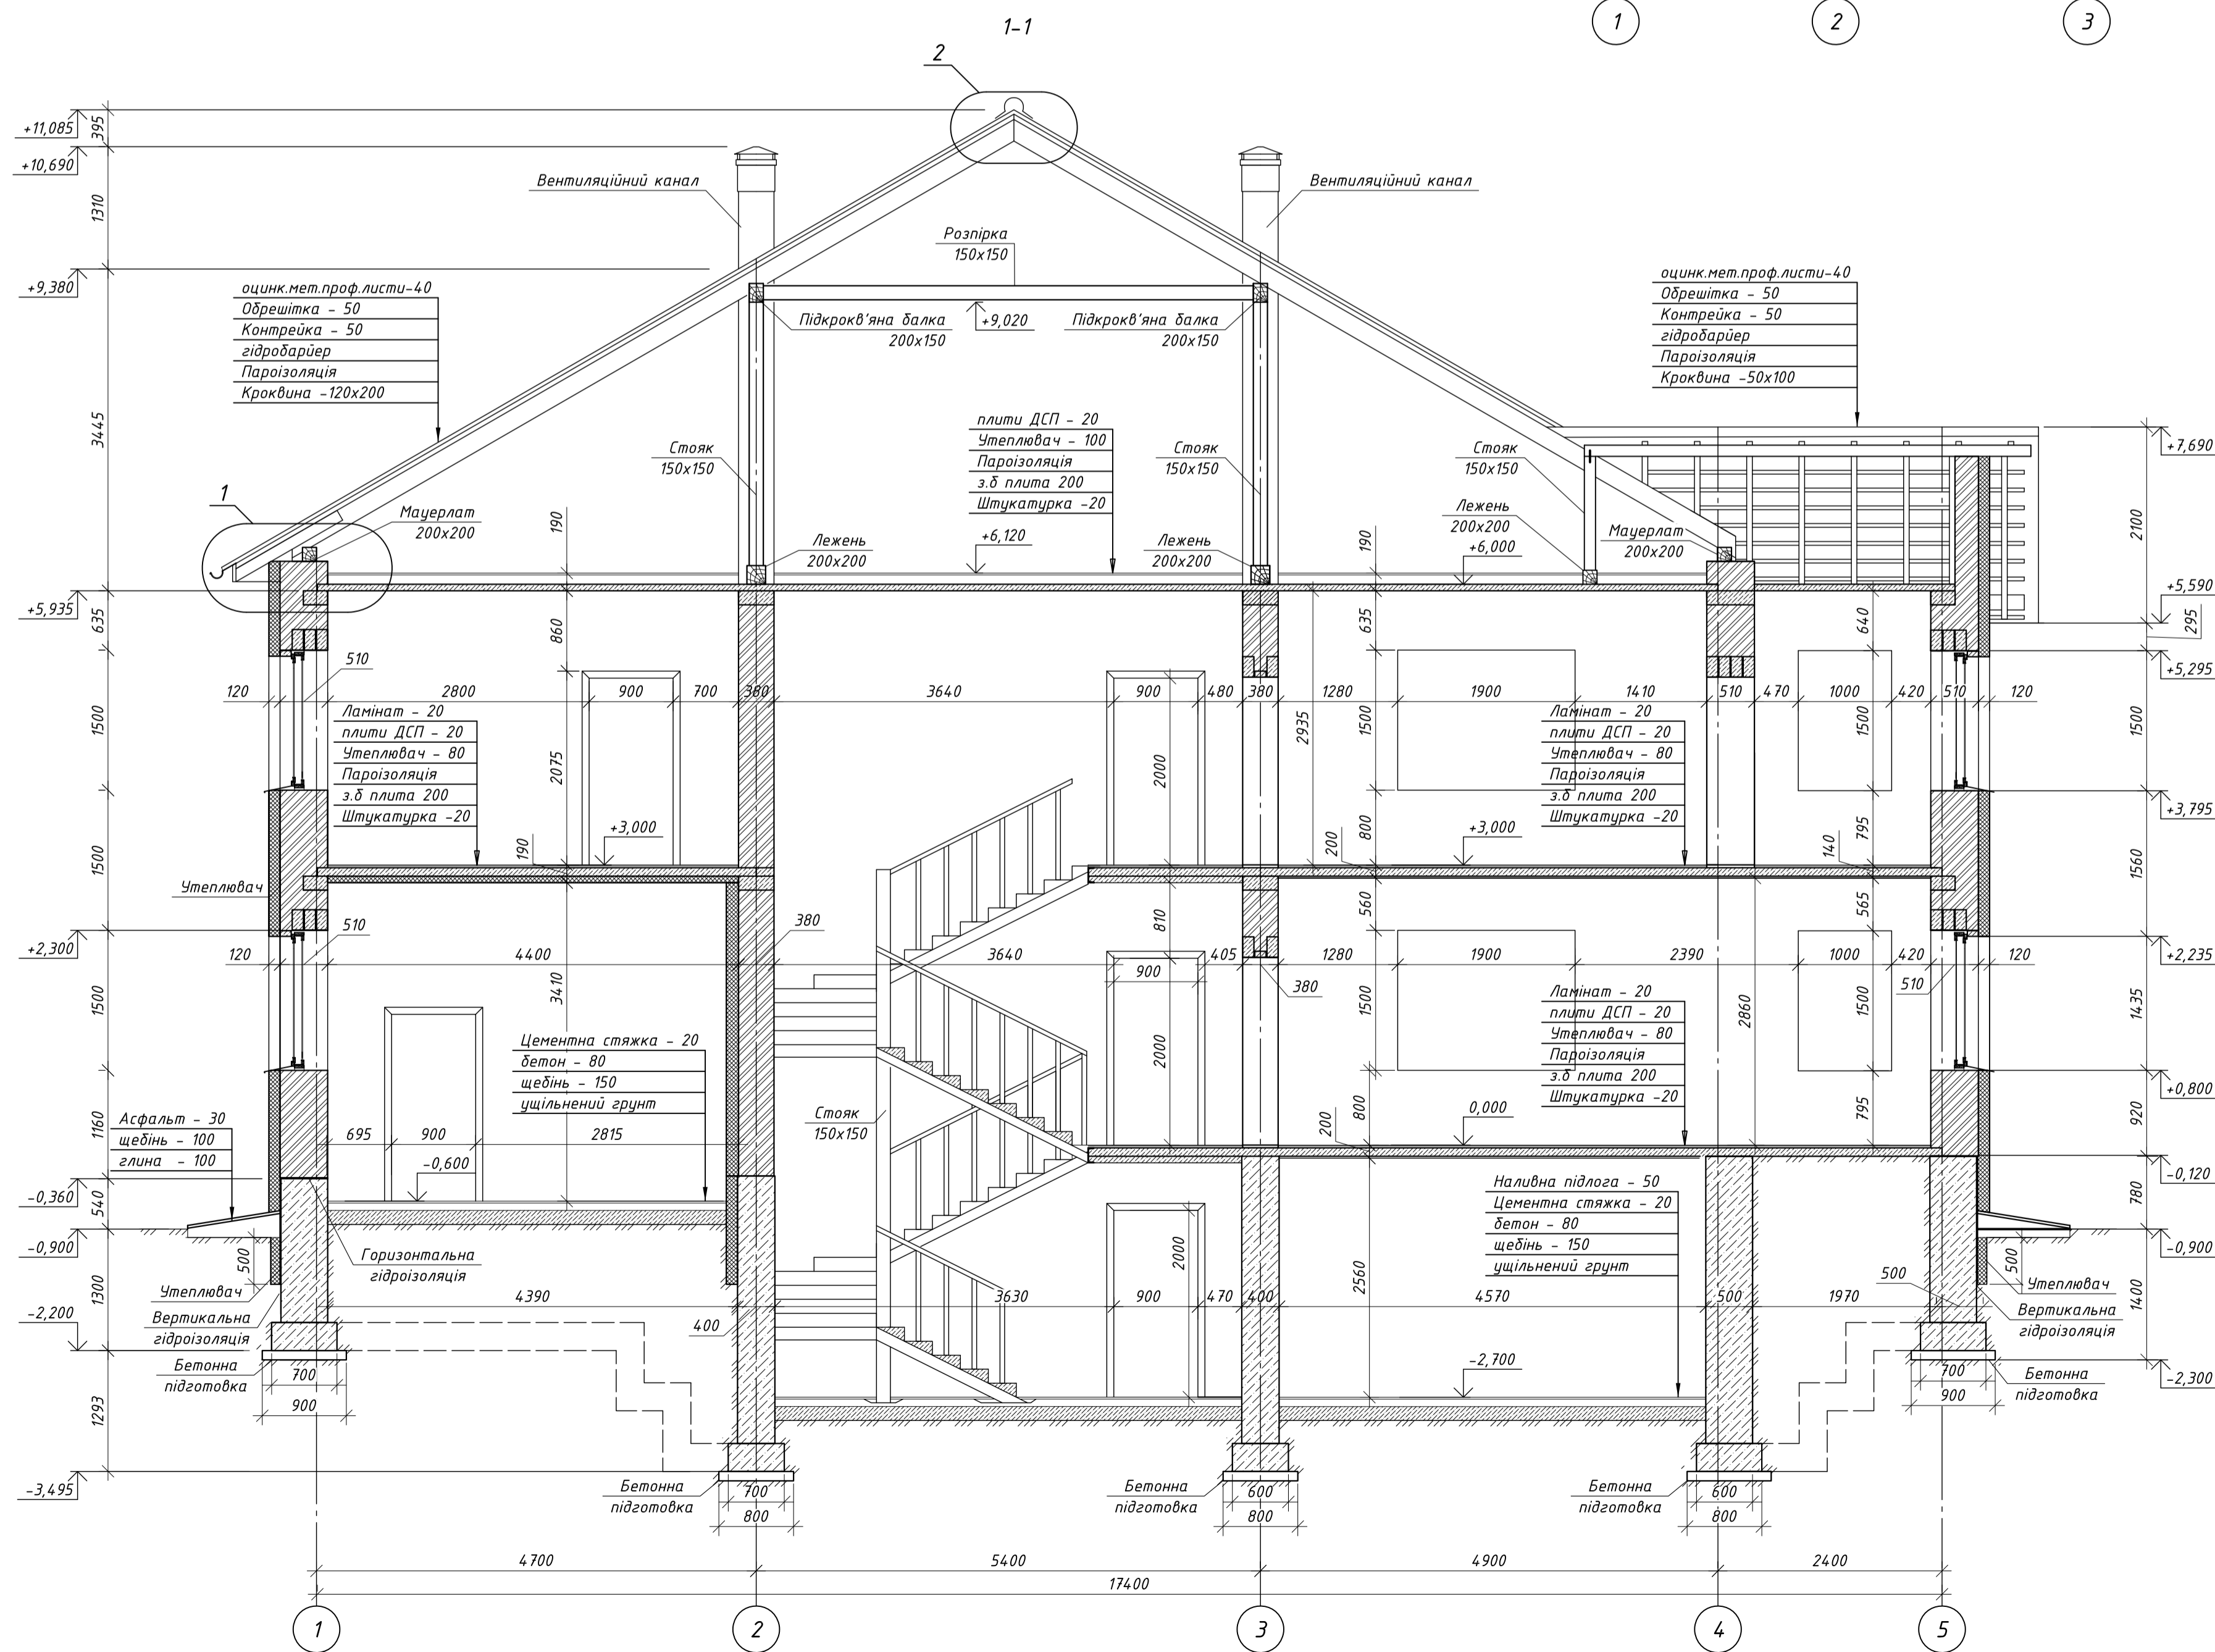 1-1
1
2
3
2
+11,085
395
+10,690
1310
Вентиляційний канал
Вентиляційний канал
Розпірка
150х150
+9,380
3445
оцинк.мет.проф.листи-40
Обрешітка - 50
Контрейка - 50
гідробар'йер
Пароізоляція
Кроквина -120х200
Підкрокв'яна балка
200х150
+9,020
Підкрокв'яна балка
200х150
оцинк.мет.проф.листи-40
Обрешітка - 50
Контрейка - 50
гідробарйер
Пароізоляція
Кроквина -50х100
Стояк
150х150
плити ДСП - 20
Утеплювач - 100
Пароізоляція
з.б плита 200
Штукатурка -20
Стояк
150х150
Стояк
150х150
+7,690
2100
1
Мауерлат
200х200
190
Лежень
200х200
+6,120
Лежень
200х200
190
Лежень
200х200
+6,000
Мауерлат
200х200
+5,935
635
860
635
640
+5,590
295
510
+5,295
120
2800
900
700
380
3640
900
480
380
1280
1900
1410
510
470
1000
420
510
120
1500
2075
2000
2935
1500
1500
1500
Ламінат - 20
плити ДСП - 20
Утеплювач - 80
Пароізоляція
з.б плита 200
Штукатурка -20
Ламінат - 20
плити ДСП - 20
Утеплювач - 80
Пароізоляція
з.б плита 200
Штукатурка -20
+3,795
190
+3,000
200
800
+3,000
140
795
1500
1560
Утеплювач
510
380
810
560
565
+2,300
+2,235
120
4400
3640
405
1280
1900
2390
1000
420
120
900
380
510
3410
1500
2000
1500
2860
1500
1435
Цементна стяжка - 20
бетон - 80
щебінь - 150
ущільнений грунт
Ламінат - 20
плити ДСП - 20
Утеплювач - 80
Пароізоляція
з.б плита 200
Штукатурка -20
+0,800
Асфальт - 30
щебінь - 100
глина - 100
1160
695
900
2815
-0,600
Стояк
150х150
200
800
0,000
795
920
-0,360
540
-0,120
780
Наливна підлога - 50
Цементна стяжка - 20
бетон - 80
щебінь - 150
ущільнений грунт
-0,900
500
Горизонтальна
гідроізоляція
2000
2560
500
-0,900
Утеплювач
Вертикальна
гідроізоляція
1300
4390
400
3630
900
470
400
4570
500
1970
500
Утеплювач
Вертикальна
гідроізоляція
1400
-2,200
Бетонна
підготовка
700
900
-2,700
700
900
Бетонна
підготовка
-2,300
1293
-3,495
Бетонна
підготовка
700
800
Бетонна
підготовка
600
800
Бетонна
підготовка
600
800
4700
5400
4900
2400
17400
1
2
3
4
5